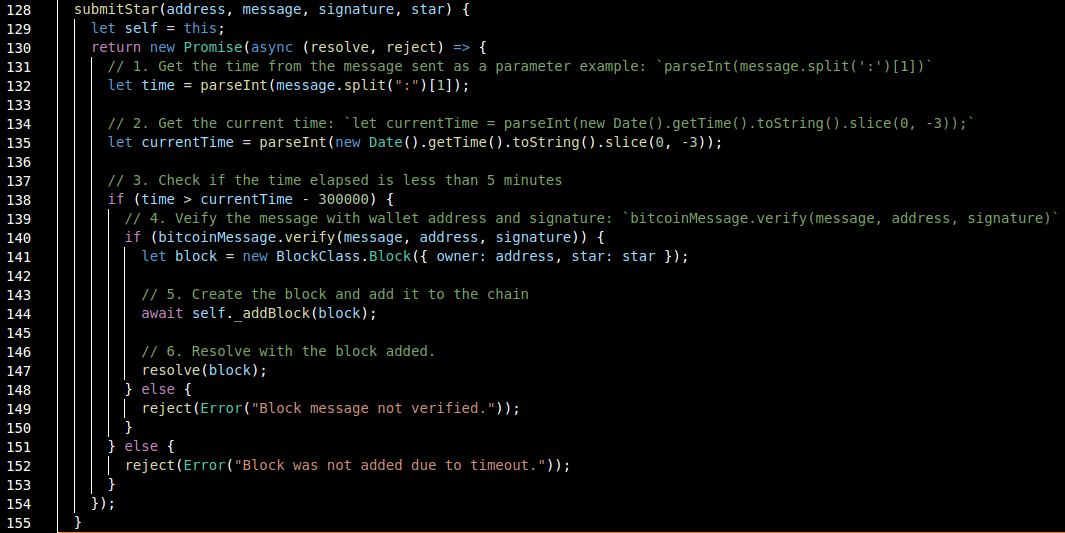 128 submitStar(address, message, signature, star) {
129 let self = this;
130 return new Promise(async (resolve, reject) => {
131 // 1. Get the time from the message sent as a parameter example: `parseInt(message.split(':')[1])`
132 let time = parseInt(message.split(":")[1]);
133
134 // 2. Get the current time: `let currentTime = parseInt(new Date().getTime().toString().slice(0, -3));`
135 let currentTime = parseInt(new Date().getTime().toString().slice(0, -3));
136
137 // 3. Check if the time elapsed is less than 5 minutes
138 if (time > currentTime - 300000) {
139 // 4. Veify the message with wallet address and signature: `bitcoinMessage.verify(message, address, signature)`
140 if (bitcoinMessage.verify(message, address, signature)) {
141 let block = new BlockClass.Block({ owner: address, star: star });
142
143 // 5. Create the block and add it to the chain
144 await self._addBlock(block);
145
146 // 6. Resolve with the block added.
147 resolve(block);
148 } else {
149 reject(Error("Block message not verified."));
150 }
151 } else {
152 reject(Error("Block was not added due to timeout."));
153 }
154 });
155 }